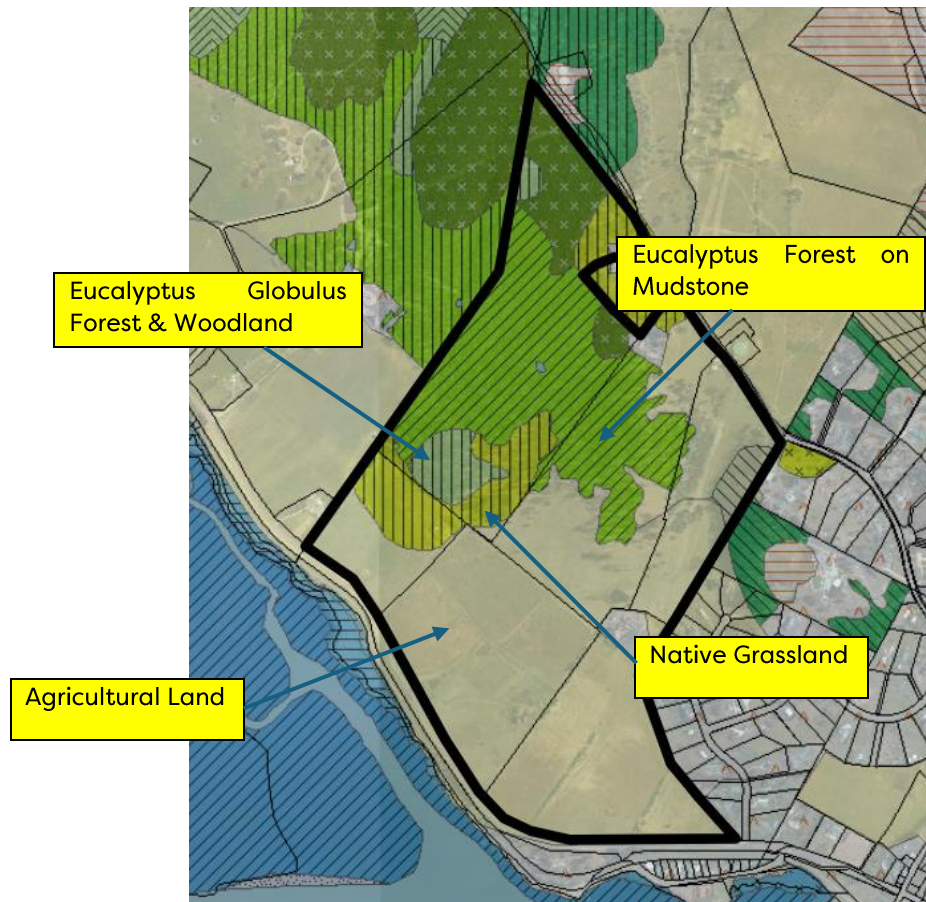 Eucalyptus Forest on
Mudstone
Eucalyptus Globulus
Forest & Woodland
Native Grassland
Agricultural Land